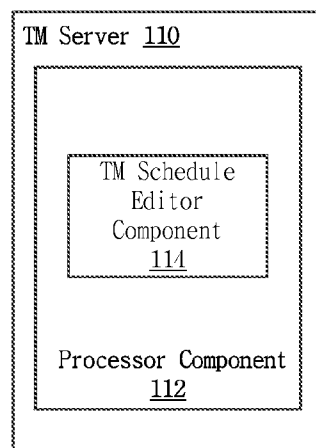 TM Server 110
TM Schedule
Editor
Component
114
Processor Component
112